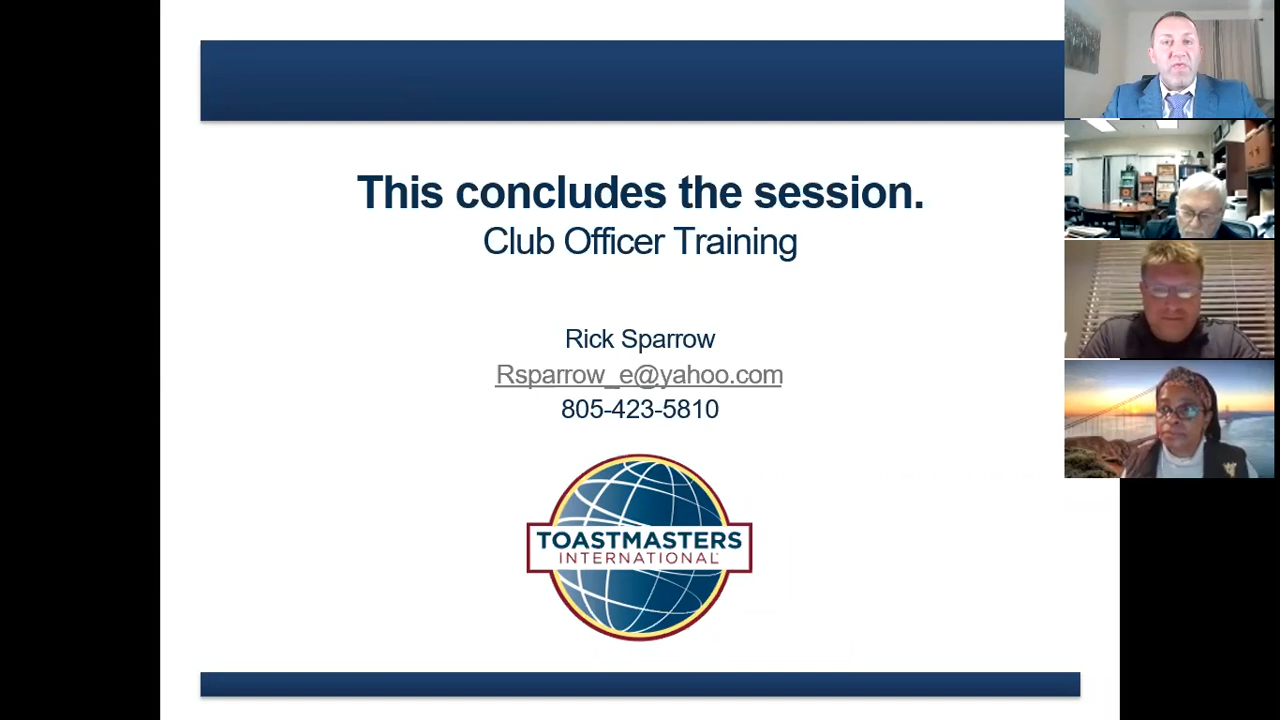 This concludes the session.
Club Officer Training
Rick Sparrow
Rsparrow_e@yahoo.com
805-423-5810
TOASTMASTERS
INTERNATIONAL